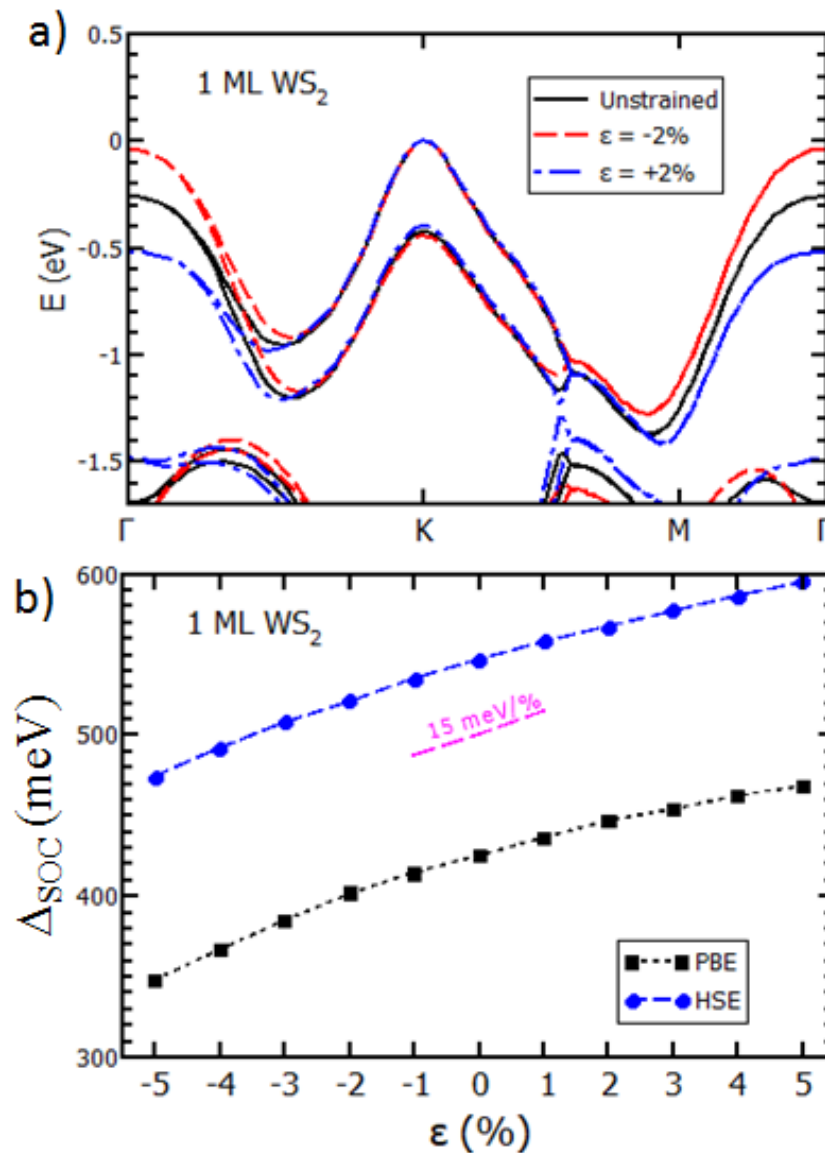 a)
1 ML WS₂
Unstrained
ε = -2%
ε = +2%
E (eV)
0.5
0
-0.5
-1
-1.5
Γ K M Γ
b)
1 ML WS₂
15 meV/%
Δ_SOC (meV)
600
500
400
300
PBE
HSE
-5 -4 -3 -2 -1 0 1 2 3 4 5
ε (%)